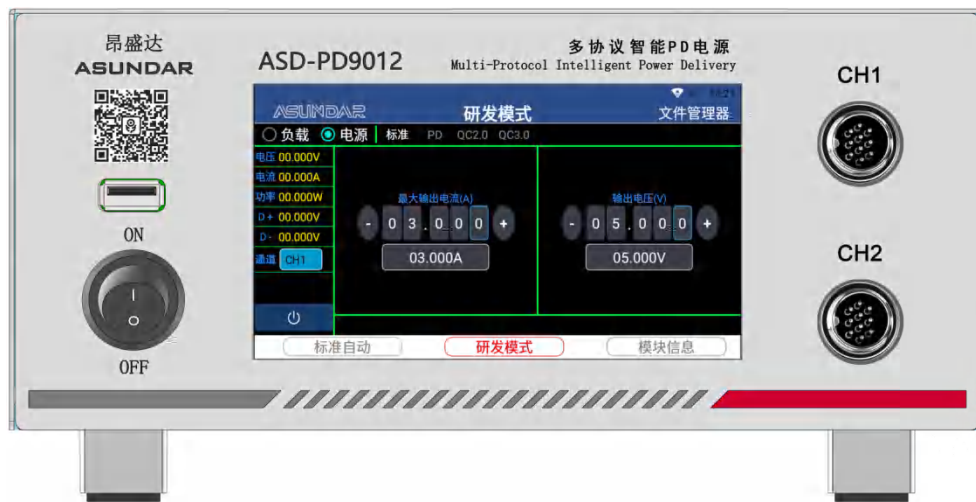 昂盛达
ASUNDAR
ON
OFF
ASD-PD9012
多协议智能PD电源
Multi-Protocol Intelligent Power Delivery
ASUNDAR
研发模式
文件管理器
负载
电源
标准
PD
QC2.0
QC3.0
电压 00.000V
电流 00.000A
功率 00.000W
D+ 00.000V
D- 00.000V
通道 CH1
最大输出电流(A)
- 0 3 . 0 0 0 +
03.000A
输出电压(V)
- 0 5 . 0 0 0 +
05.000V
标准自动
研发模式
模块信息
CH1
CH2